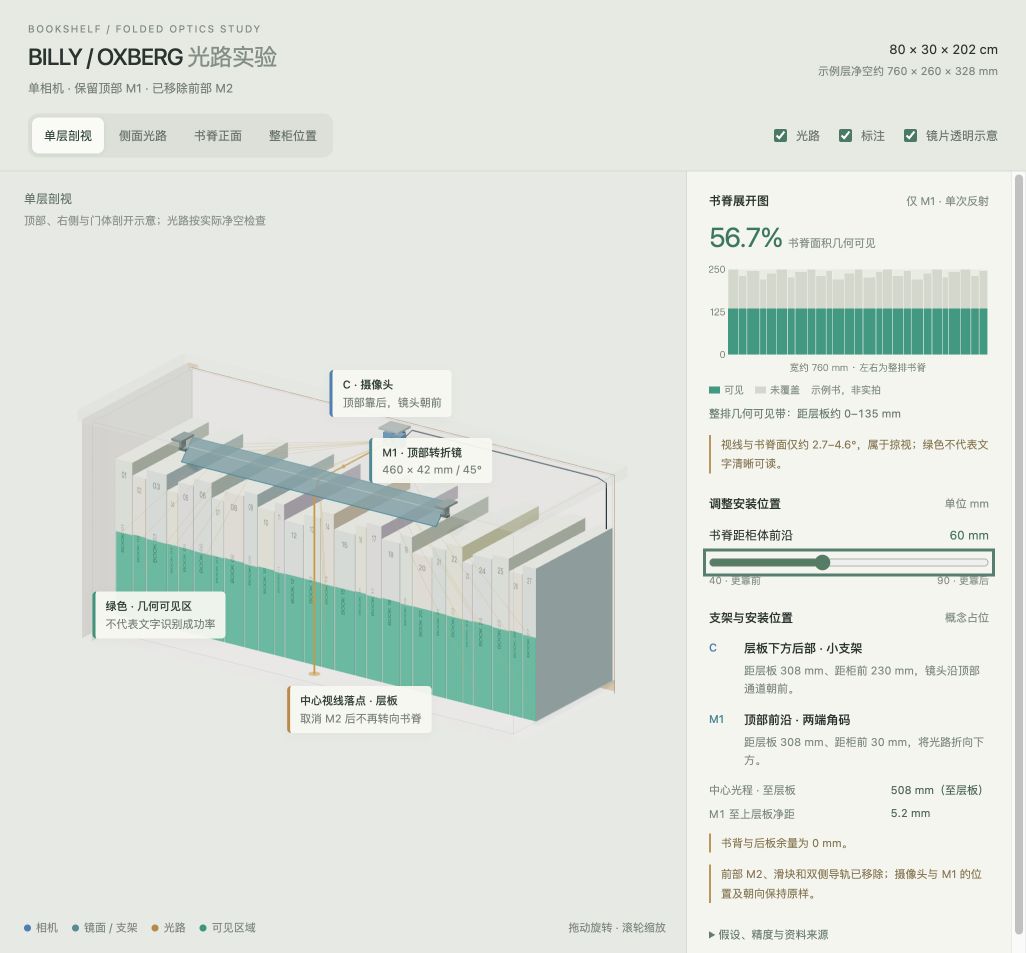 BOOKSHELF / FOLDED OPTICS STUDY
BILLY / OXBERG 光路实验
单相机 · 保留顶部 M1 · 已移除前部 M2
80 × 30 × 202 cm
示例层净空约 760 × 260 × 328 mm
单层剖视
侧面光路
书脊正面
整柜位置
光路
标注
镜片透明示意
单层剖视
顶部、右侧与门体剖开示意；光路按实际净空检查
C · 摄像头
顶部靠后，镜头朝前
M1 · 顶部转折镜
460 × 42 mm / 45°
绿色 · 几何可见区
不代表文字识别成功率
中心视线落点 · 层板
取消 M2 后不再转向书脊
相机
镜面 / 支架
光路
可见区域
拖动旋转 · 滚轮缩放
书脊展开图
仅 M1 · 单次反射
56.7% 书脊面积几何可见
250
125
0
宽约 760 mm · 左右为整排书脊
可见
未覆盖
示例书，非实拍
整排几何可见带：距层板约 0–135 mm
视线与书脊面仅约 2.7–4.6°，属于掠视；绿色不代表文
字清晰可读。
调整安装位置
单位 mm
书脊距柜体前沿
60 mm
40 · 更靠前
90 · 更靠后
支架与安装位置
概念占位
C
层板下方后部 · 小支架
距层板 308 mm、距柜前 230 mm，镜头沿顶部
通道朝前。
M1
顶部前沿 · 两端角码
距层板 308 mm、距柜前 30 mm，将光路折向下
方。
中心光程 · 至层板
508 mm（至层板）
M1 至上层板净距
5.2 mm
书背与后板余量为 0 mm。
前部 M2、滑块和双侧导轨已移除；摄像头与 M1 的位
置及朝向保持原样。
假设、精度与资料来源